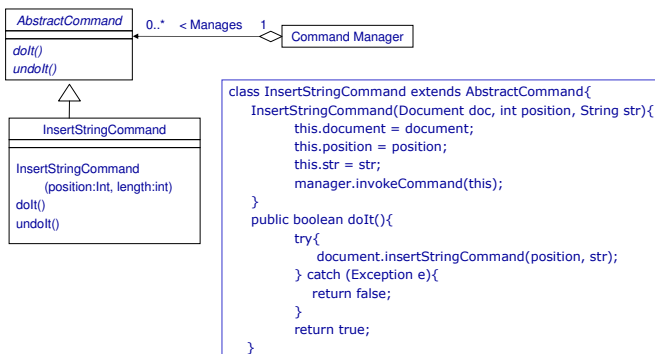 AbstractCommand
doIt()
undoIt()
0..* < Manages 1
Command Manager
InsertStringCommand
InsertStringCommand
(position:Int, length:int)
doIt()
undoIt()
class InsertStringCommand extends AbstractCommand{
InsertStringCommand(Document doc, int position, String str){
this.document = document;
this.position = position;
this.str = str;
manager.invokeCommand(this);
}
public boolean doIt(){
try{
document.insertStringCommand(position, str);
} catch (Exception e){
return false;
}
return true;
}